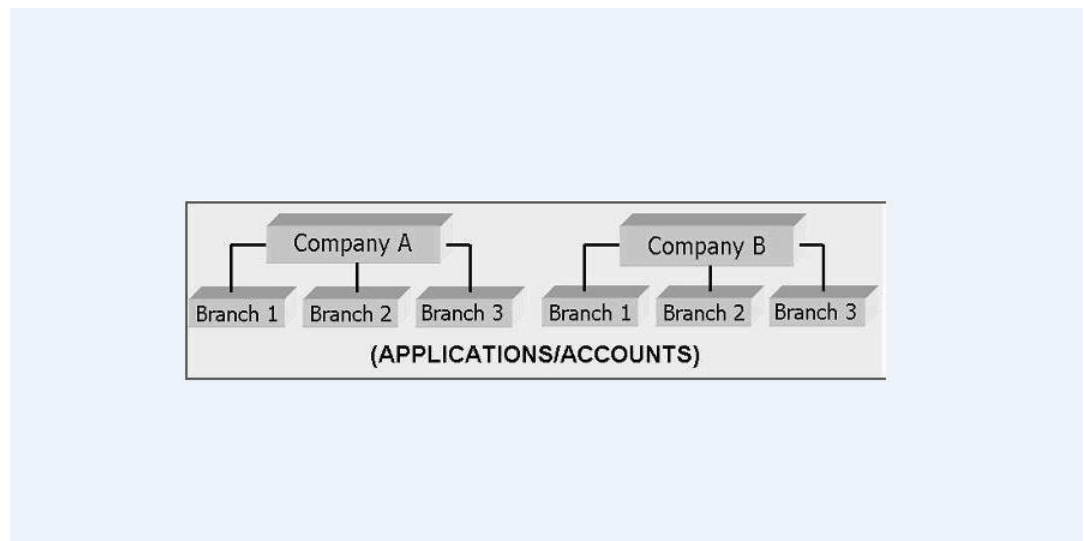 Company A Company B
Branch 1 Branch 2 Branch 3 Branch 1 Branch 2 Branch 3
(APPLICATIONS/ACCOUNTS)